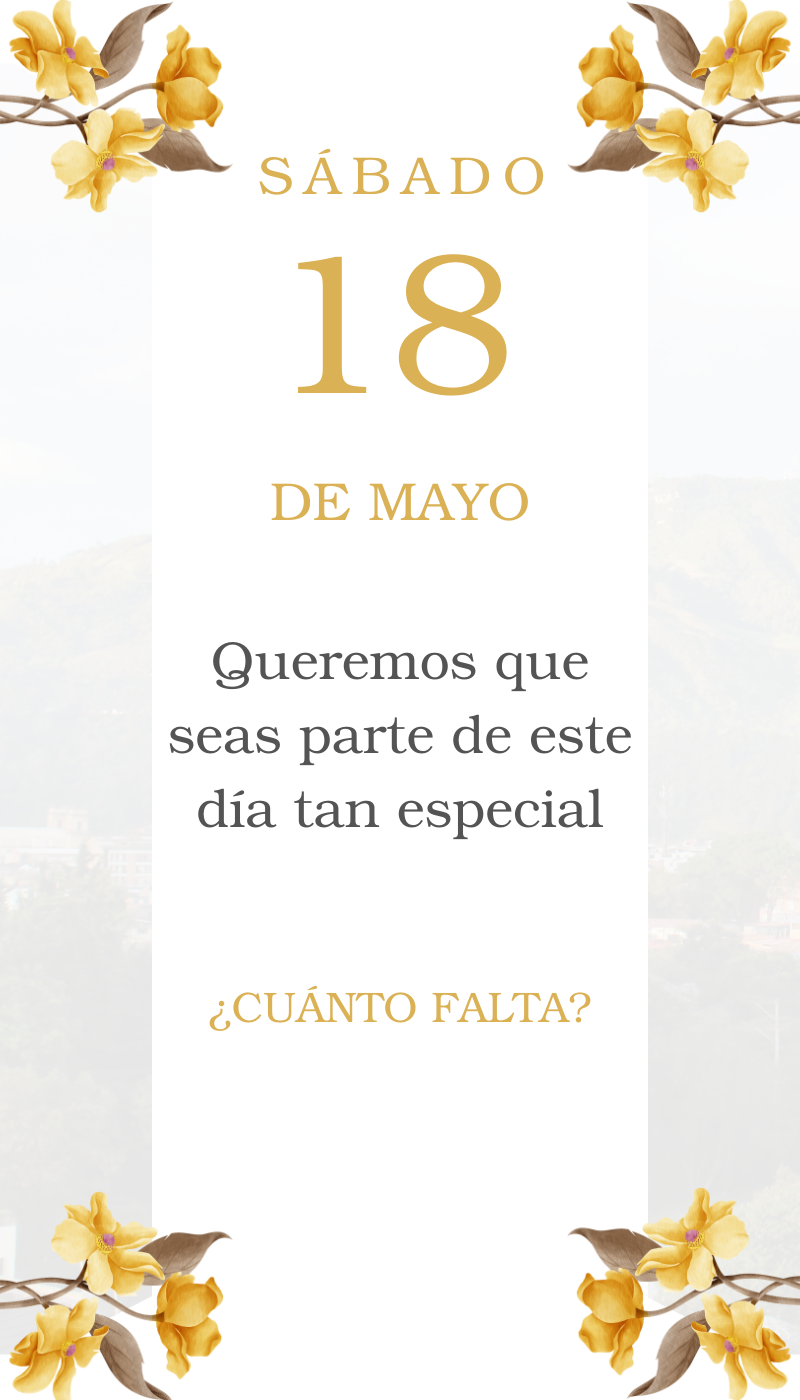 SÁBADO
18
DE MAYO
Queremos que
seas parte de este
día tan especial
¿CUÁNTO FALTA?